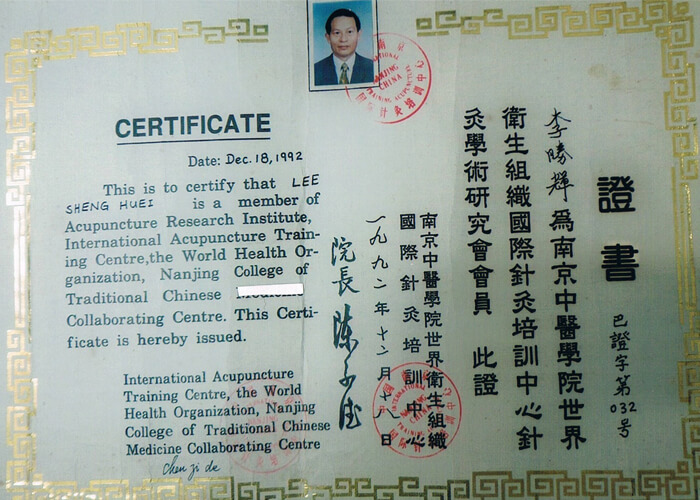 CERTIFICATE
Date: Dec. 18, 1992
This is to certify that LEE
SHENG HUEI is a member of
Acupuncture Research Institute,
International Acupuncture Train-
ing Centre,the World Health Or-
ganization, Nanjing College of
Traditional Chinese
Collaborating Centre. This Certi-
ficate is hereby issued.
International Acupuncture
Training Centre, the World
Health Organization, Nanjing
College of Traditional Chinese
Medicine Collaborating Centre
Chen zi de
證書
巴證字第032号
李勝輝為南京中醫學院世界
衛生組織國際針灸培訓中心針
灸學術研究會會員 此證
南京中醫學院世界衛生組織
國際針灸培訓中心
一九九二年十二月十八日
院長